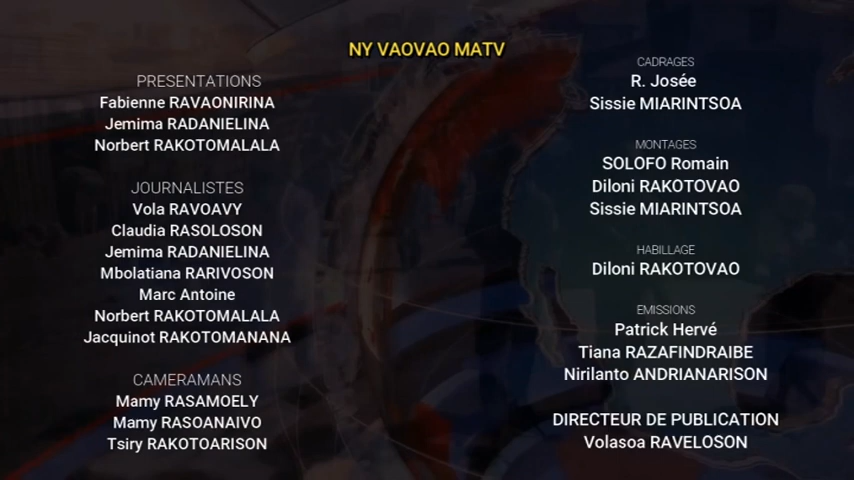 NY VAOVAO MATV
PRESENTATIONS
Fabienne RAVAONIRINA
Jemima RADANIELINA
Norbert RAKOTOMALALA
JOURNALISTES
Vola RAVOAVY
Claudia RASOLOSON
Jemima RADANIELINA
Mbolatiana RARIVOSON
Marc Antoine
Norbert RAKOTOMALALA
Jacquinot RAKOTOMANANA
CAMERAMANS
Mamy RASAMOELY
Mamy RASOANAIVO
Tsiry RAKOTOARISON
CADRAGES
R. Josée
Sissie MIARINTSOA
MONTAGES
SOLOFO Romain
Diloni RAKOTOVAO
Sissie MIARINTSOA
HABILLAGE
Diloni RAKOTOVAO
EMISSIONS
Patrick Hervé
Tiana RAZAFINDRAIBE
Nirilanto ANDRIANARISON
DIRECTEUR DE PUBLICATION
Volasoa RAVELOSON